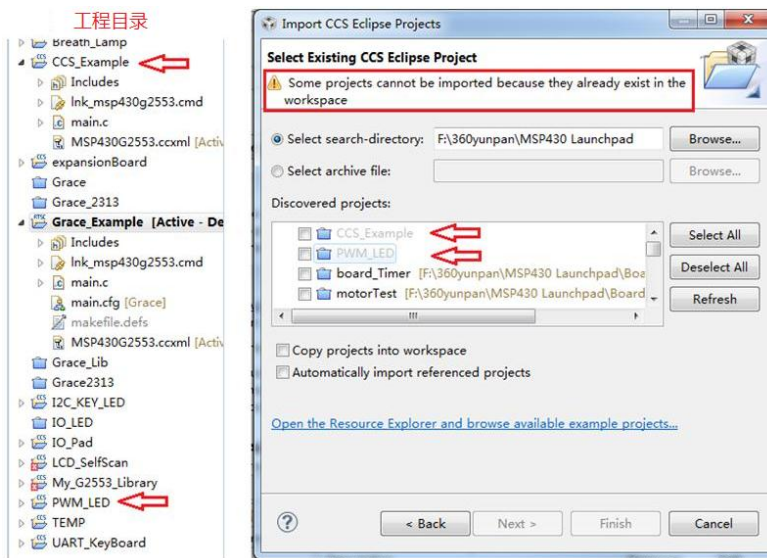 工程目录
Breath_Lamp
CCS_Example
Includes
lnk_msp430g2553.cmd
main.c
MSP430G2553.ccxml [Activ
expansionBoard
Grace
Grace_2313
Grace_Example [Active - De
Includes
lnk_msp430g2553.cmd
main.c
main.cfg [Grace]
makefile.defs
MSP430G2553.ccxml [Activ
Grace_Lib
Grace2313
I2C_KEY_LED
IO_LED
IO_Pad
LCD_SelfScan
My_G2553_Library
PWM_LED
TEMP
UART_KeyBoard
Import CCS Eclipse Projects
Select Existing CCS Eclipse Project
Some projects cannot be imported because they already exist in the
workspace
Select search-directory: F:\360yunpan\MSP430 Launchpad Browse...
Select archive file: Browse...
Discovered projects:
CCS_Example
PWM_LED
board_Timer [F:\360yunpan\MSP430 Launchpad\Boa
motorTest [F:\360yunpan\MSP430 Launchpad\Board
Select All
Deselect All
Refresh
Copy projects into workspace
Automatically import referenced projects
Open the Resource Explorer and browse available example projects...
< Back Next > Finish Cancel